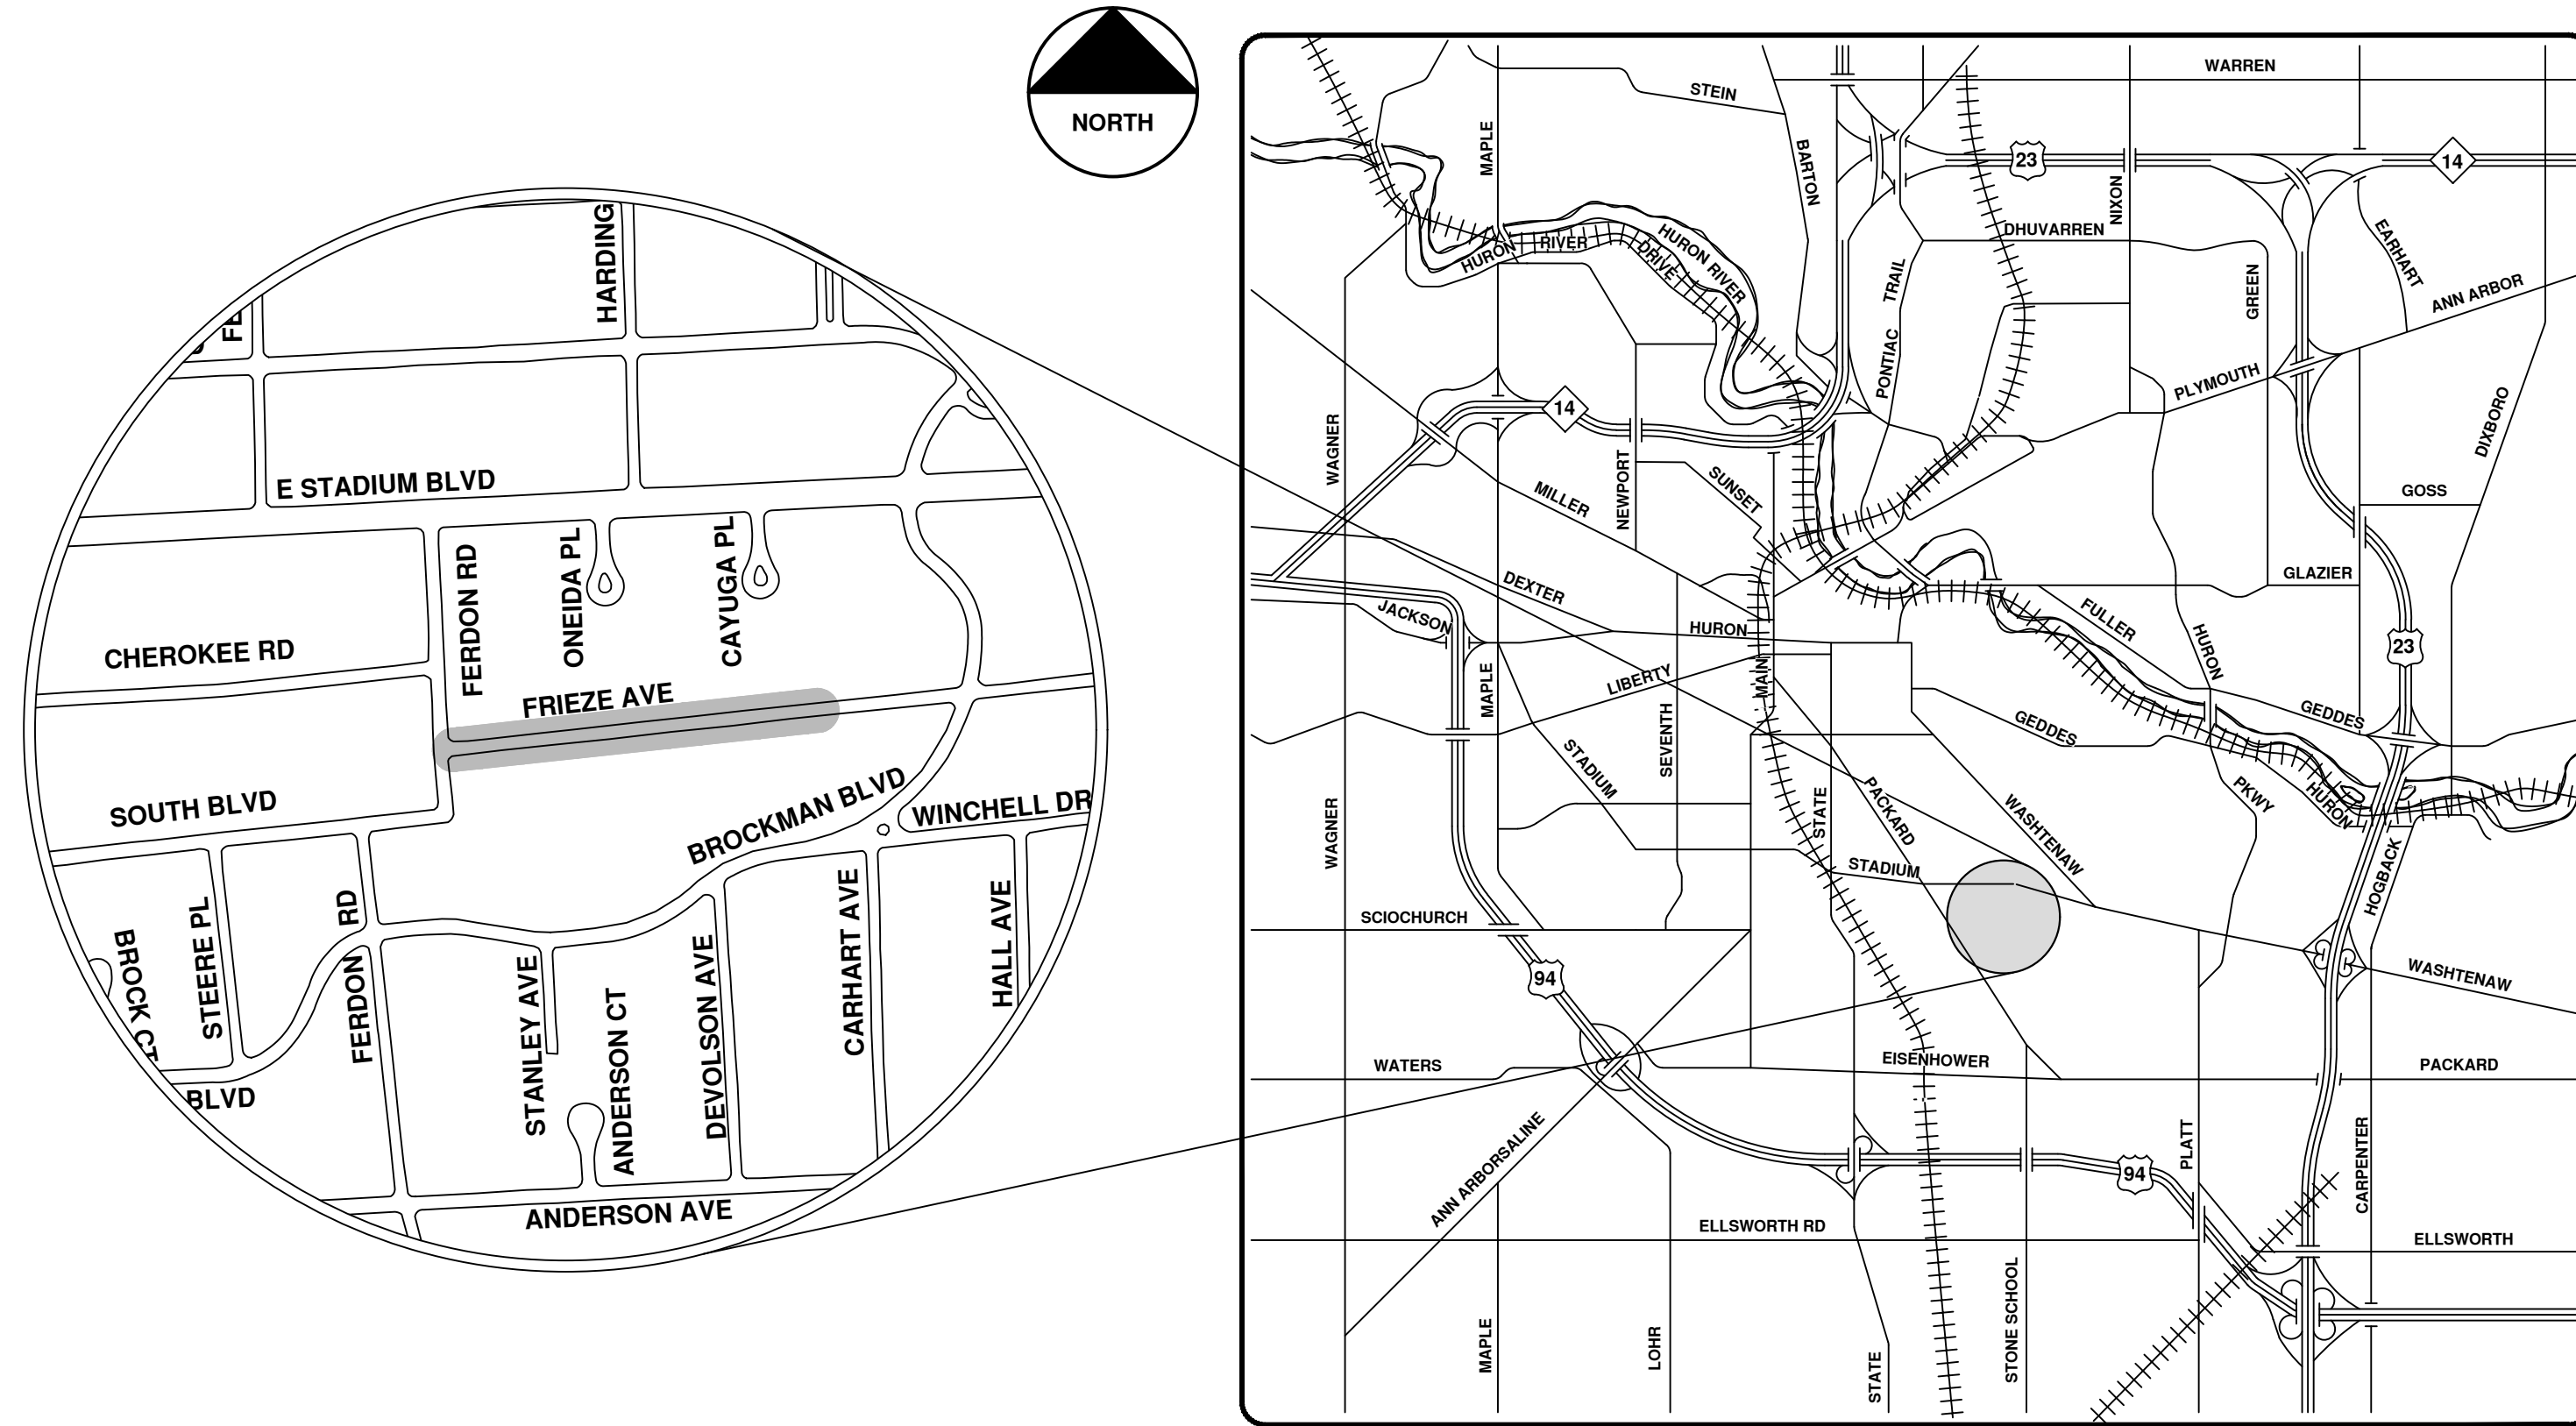 NORTH
HARDING
FE
E STADIUM BLVD
FERDON RD
ONEIDA PL
CAYUGA PL
CHEROKEE RD
FRIEZE AVE
SOUTH BLVD
BROCKMAN BLVD
WINCHELL DR
BROCK CT
STEERE PL
FERDON RD
STANLEY AVE
ANDERSON CT
DEVOLSON AVE
CARHART AVE
HALL AVE
BLVD
ANDERSON AVE
WARREN
STEIN
MAPLE
BARTON
23
14
NIXON
DHUVARREN
EARHART
HURON RIVER DRIVE
HURON RIVER
PONTIAC TRAIL
GREEN
ANN ARBOR
PLYMOUTH
DIXBORO
14
WAGNER
NEWPORT
MILLER
SUNSET
GOSS
GLAZIER
DEXTER
JACKSON
HURON
FULLER
HURON
23
MAPLE
LIBERTY
MAIN
SEVENTH
GEDDES
GEDDES
STADIUM
WAGNER
STATE
PACKARD
WASHTENAW
PKWY
HURON
STADIUM
HOGBACK
SCIOCHURCH
94
WASHTENAW
WATERS
EISENHOWER
PACKARD
ANN ARBORSALINE
PLATT
94
CARPENTER
ELLSWORTH RD
ELLSWORTH
MAPLE
LOHR
STATE
STONE SCHOOL